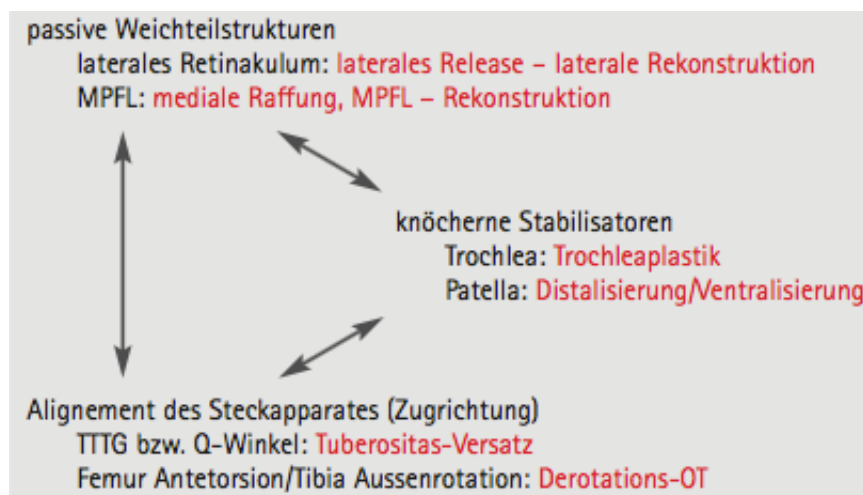 passive Weichteilstrukturen
laterales Retinakulum: laterales Release – laterale Rekonstruktion
MPFL: mediale Raffung, MPFL – Rekonstruktion
knöcherne Stabilisatoren
Trochlea: Trochleaplastik
Patella: Distalisierung/Ventralisierung
Alignement des Steckapparates (Zugrichtung)
TTTG bzw. Q-Winkel: Tuberositas-Versatz
Femur Antetorsion/Tibia Aussenrotation: Derotations-OT